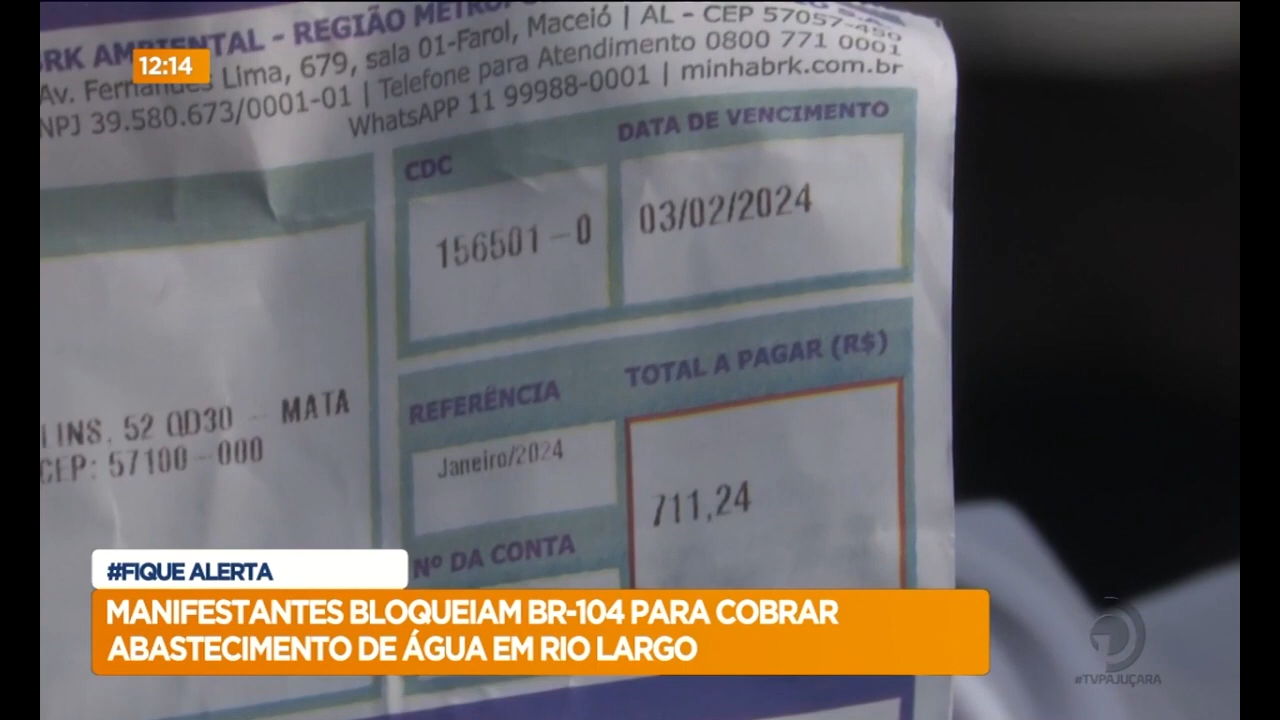 RK AMBIENTAL - REGIÃO
12:14
Av. Fernandes Lima, 679, sala 01-Farol, Maceió | AL - CEP 57057-450
NPJ 39.580.673/0001-01 | Telefone para Atendimento 0800 771 0001
WhatsAPP 11 99988-0001 | minhabrk.com.br
CDC
DATA DE VENCIMENTO
156501-0
03/02/2024
REFERÊNCIA
TOTAL A PAGAR (R$)
LINS, 52 QD30 - MATA
CEP: 57100-000
Janeiro/2024
711,24
Nº DA CONTA
#FIQUE ALERTA
MANIFESTANTES BLOQUEIAM BR-104 PARA COBRAR
ABASTECIMENTO DE ÁGUA EM RIO LARGO
#TVPAJUÇARA